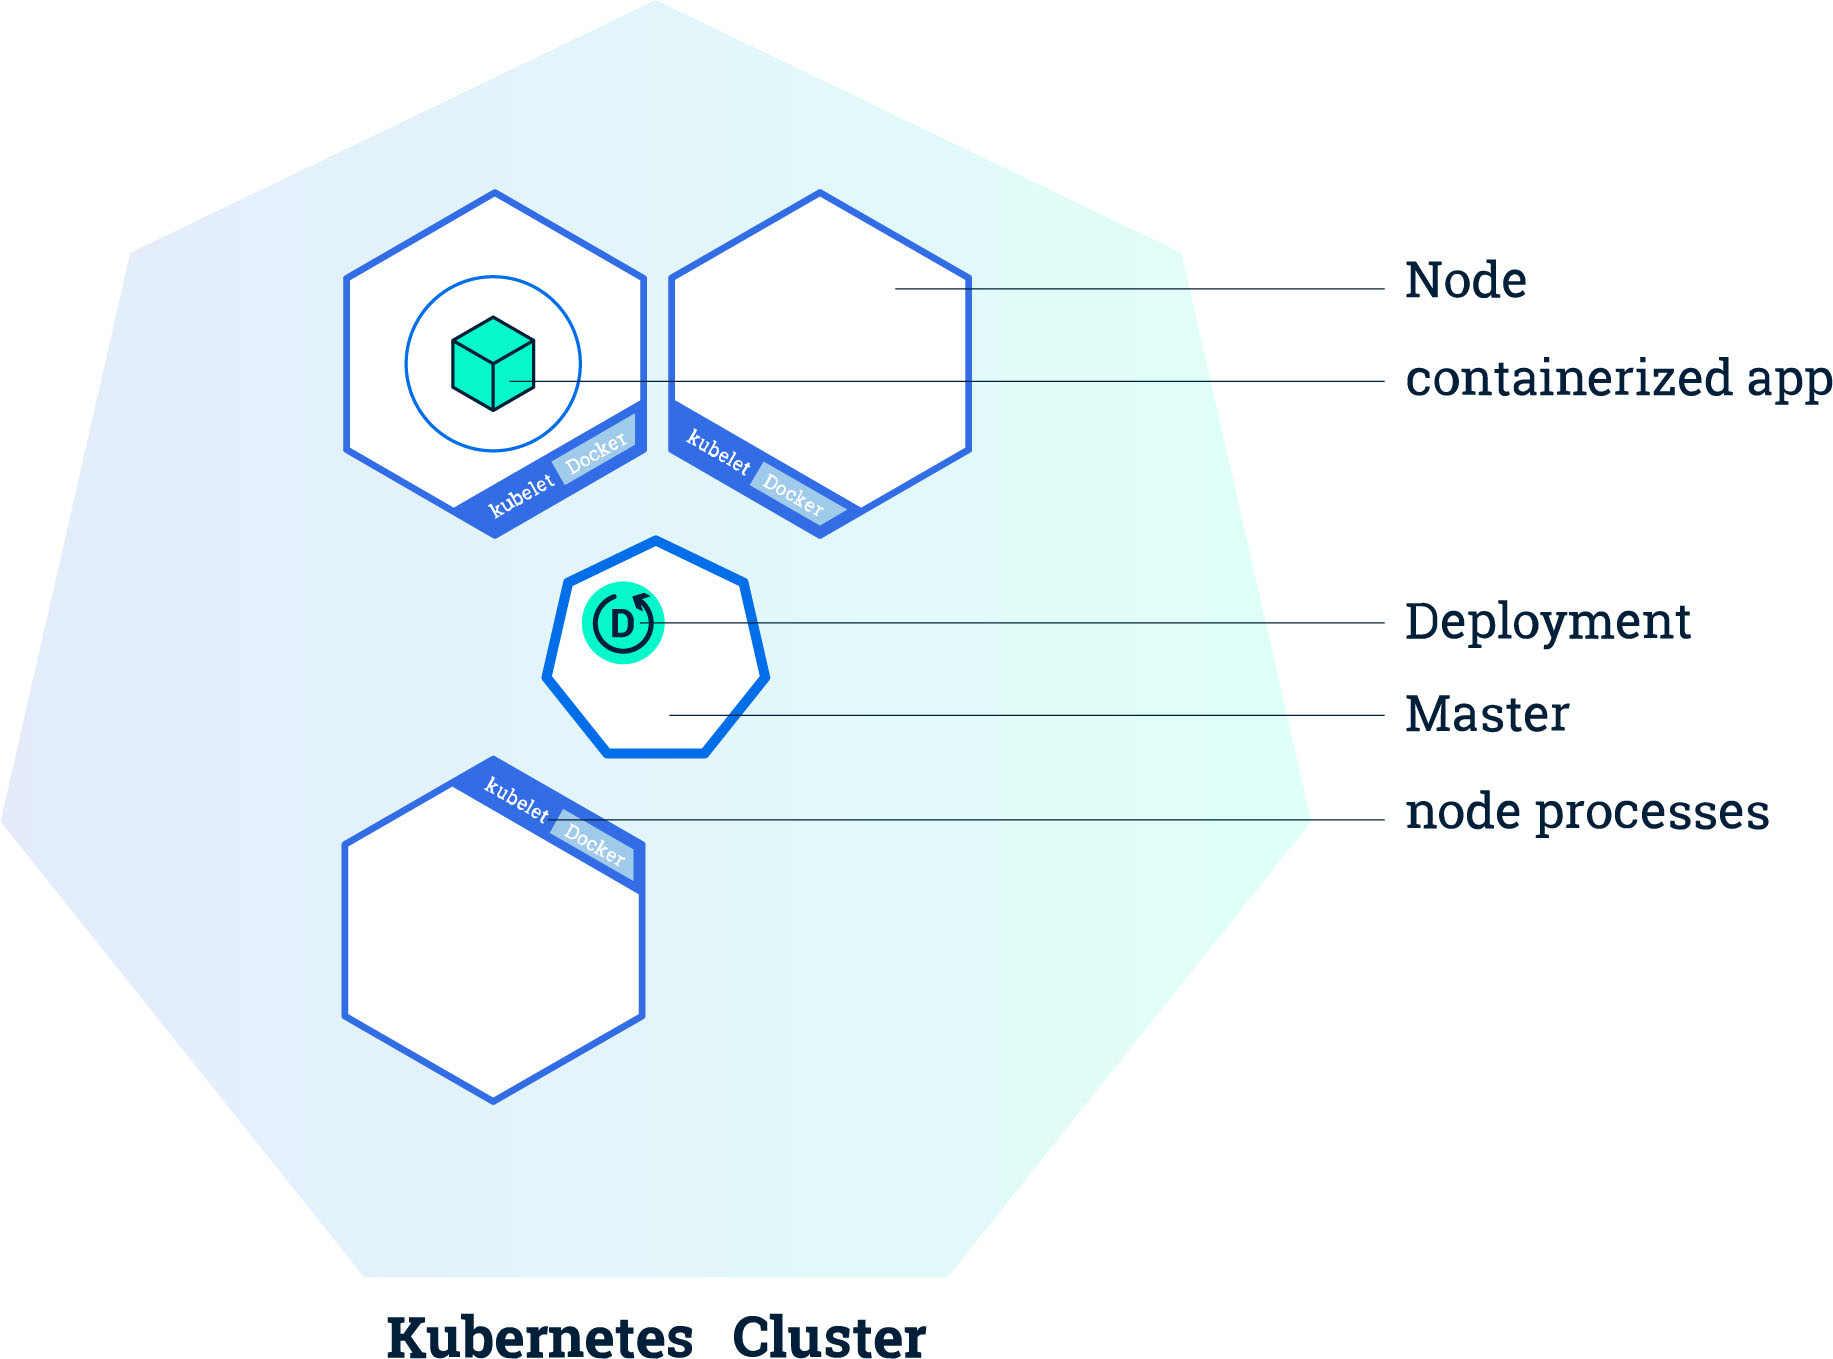 Node
containerized app
kubelet Docker
kubelet Docker
D
Deployment
Master
kubelet Docker
node processes
Kubernetes Cluster